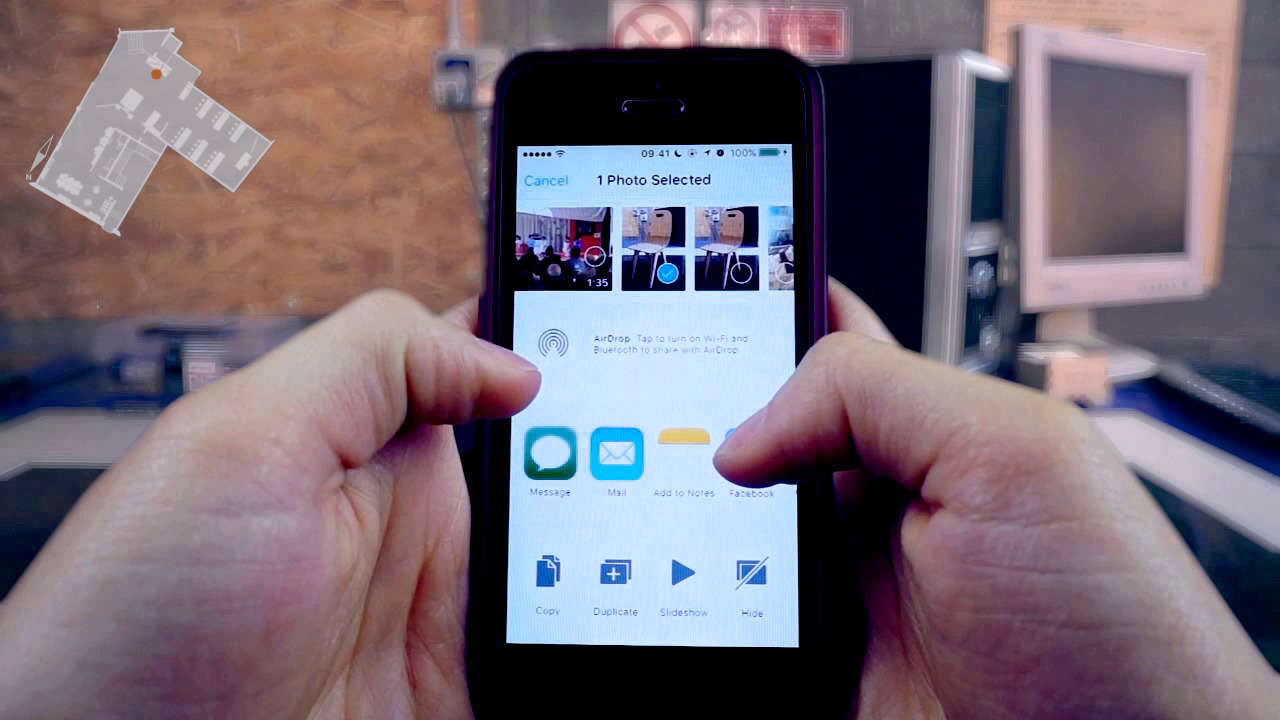 N
09:41 100%
Cancel 1 Photo Selected
1:35
AirDrop. Tap to turn on Wi-Fi and
Bluetooth to share with AirDrop.
Message Mail Add to Notes Facebook
Copy Duplicate Slideshow Hide